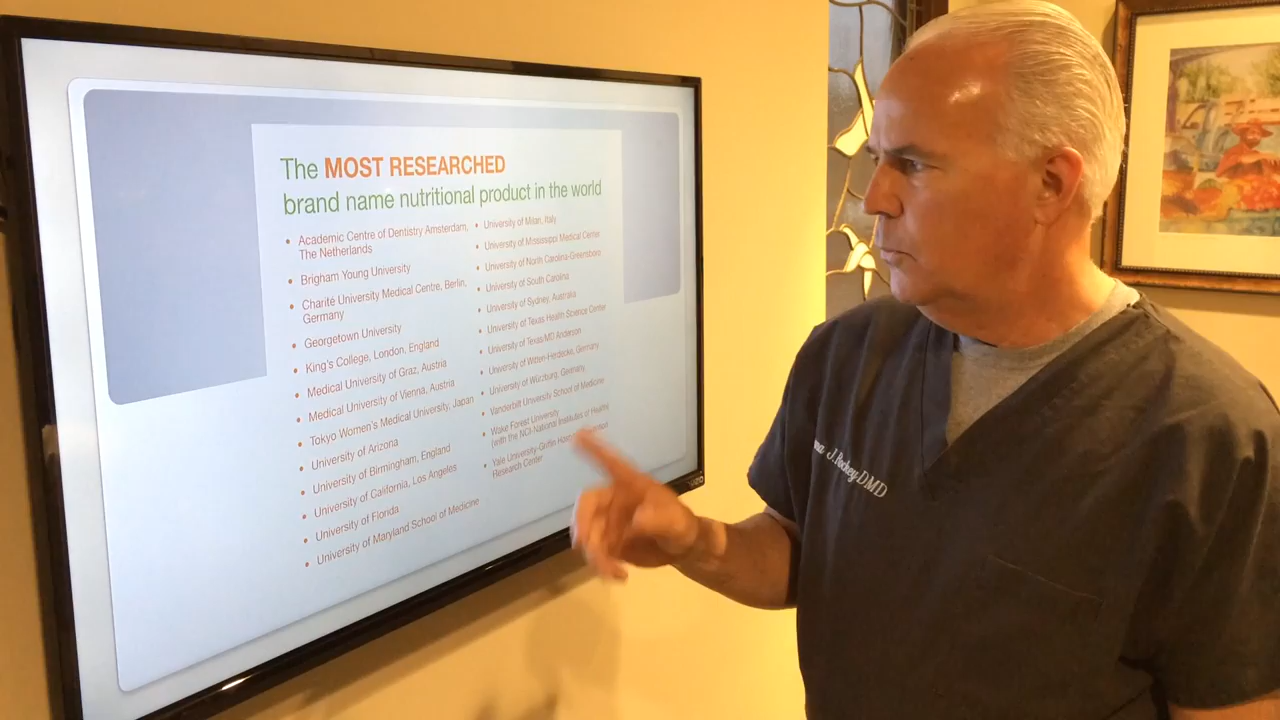 The MOST RESEARCHED
brand name nutritional product in the world
• Academic Centre of Dentistry Amsterdam,
The Netherlands
• Brigham Young University
• Charité University Medical Centre, Berlin,
Germany
• Georgetown University
• King's College, London, England
• Medical University of Graz, Austria
• Medical University of Vienna, Austria
• Tokyo Women's Medical University, Japan
• University of Arizona
• University of Birmingham, England
• University of California, Los Angeles
• University of Florida
• University of Maryland School of Medicine
• University of Milan, Italy
• University of Mississippi Medical Center
• University of North Carolina-Greensboro
• University of South Carolina
• University of Sydney, Australia
• University of Texas Health Science Center
• University of Texas MD Anderson
• University of Witten-Herdecke, Germany
• University of Würzburg, Germany
• Vanderbilt University School of Medicine
• Wake Forest University
(with the NCI-National Institutes of Health)
• Yale University-Griffin
Research Center
J. DMD